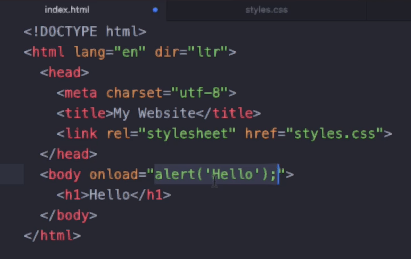 index.html styles.css
<!DOCTYPE html>
<html lang="en" dir="ltr">
<head>
<meta charset="utf-8">
<title>My Website</title>
<link rel="stylesheet" href="styles.css">
</head>
<body onload="alert('Hello');">
<h1>Hello</h1>
</body>
</html>